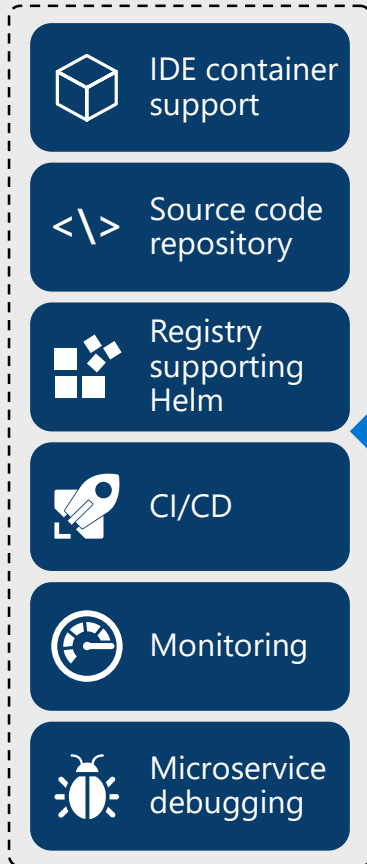 IDE container
support
<\>
Source code
repository
Registry
supporting
Helm
CI/CD
Monitoring
Microservice
debugging